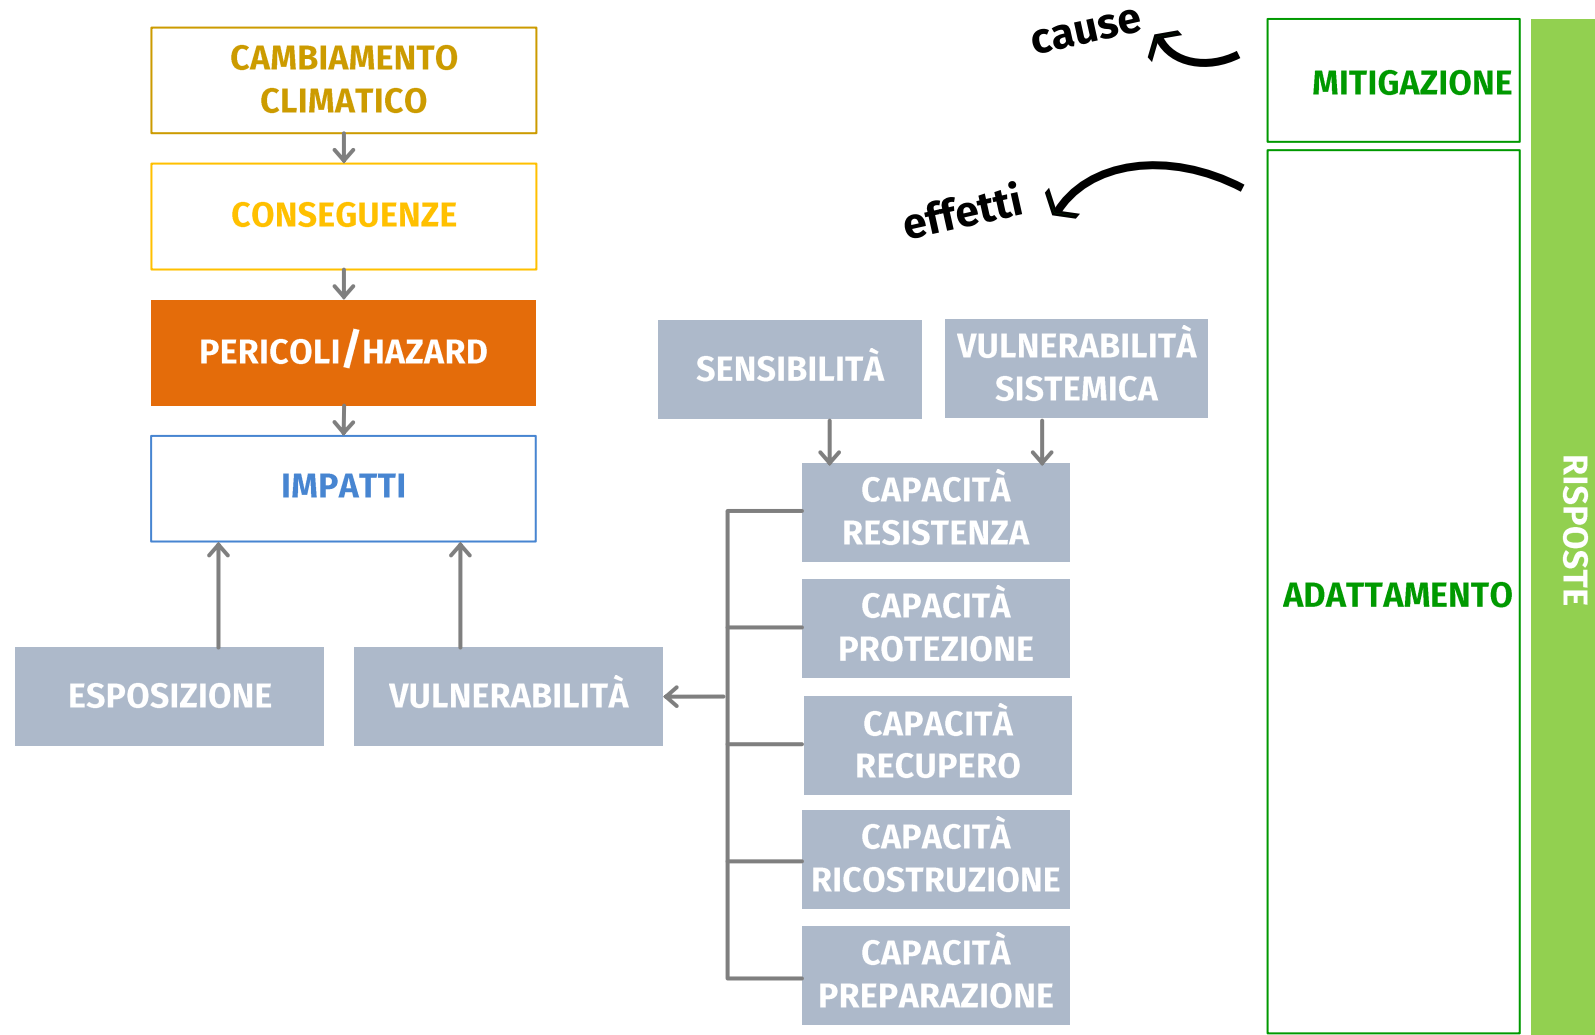 CAMBIAMENTO
CLIMATICO
CONSEGUENZE
PERICOLI/HAZARD
IMPATTI
ESPOSIZIONE
VULNERABILITÀ
SENSIBILITÀ
VULNERABILITÀ
SISTEMICA
CAPACITÀ
RESISTENZA
CAPACITÀ
PROTEZIONE
CAPACITÀ
RECUPERO
CAPACITÀ
RICOSTRUZIONE
CAPACITÀ
PREPARAZIONE
cause
effetti
MITIGAZIONE
ADATTAMENTO
RISPOSTE